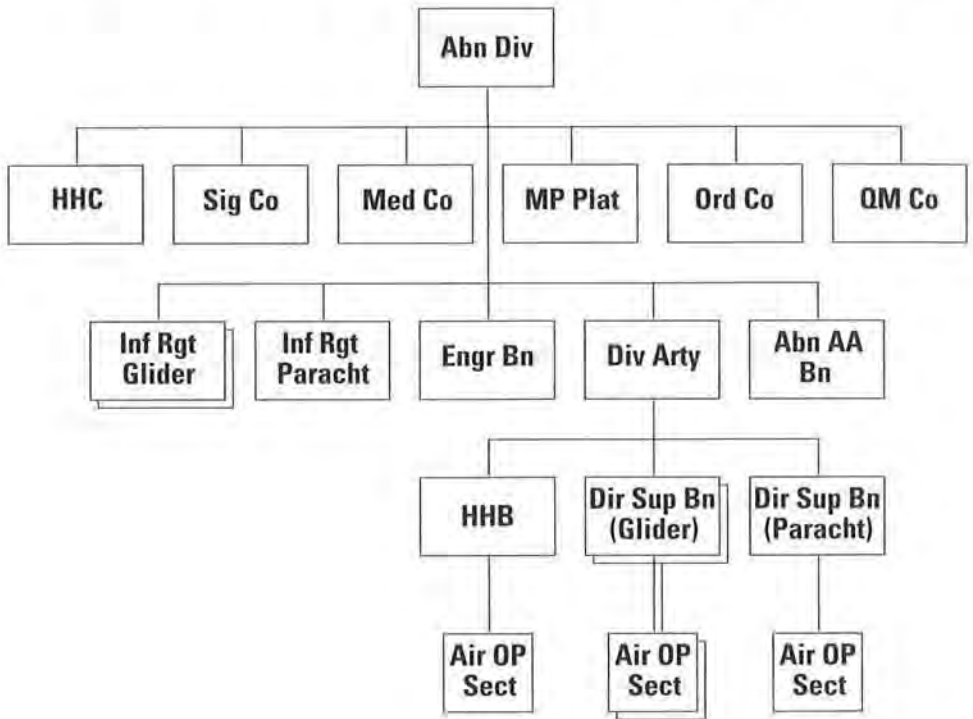 Abn Div
HHC
Sig Co
Med Co
MP Plat
Ord Co
QM Co
Inf Rgt
Glider
Inf Rgt
Paracht
Engr Bn
Div Arty
Abn AA
Bn
HHB
Dir Sup Bn
(Glider)
Dir Sup Bn
(Paracht)
Air OP
Sect
Air OP
Sect
Air OP
Sect